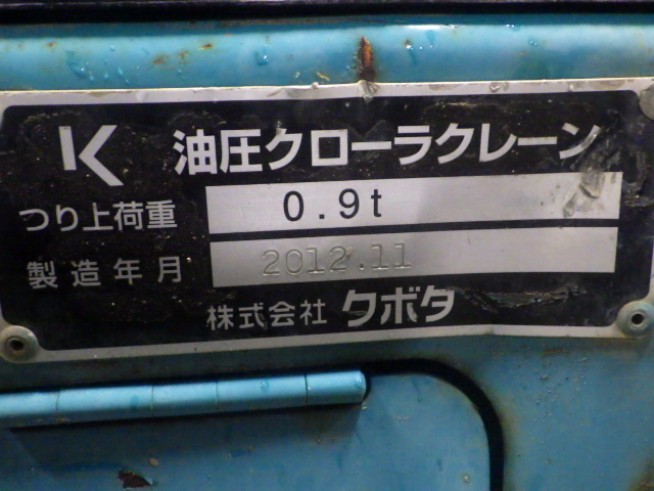 K 油圧クローラクレーン
つり上荷重 0.9t
製造年月 2012.11
株式会社 クボタ